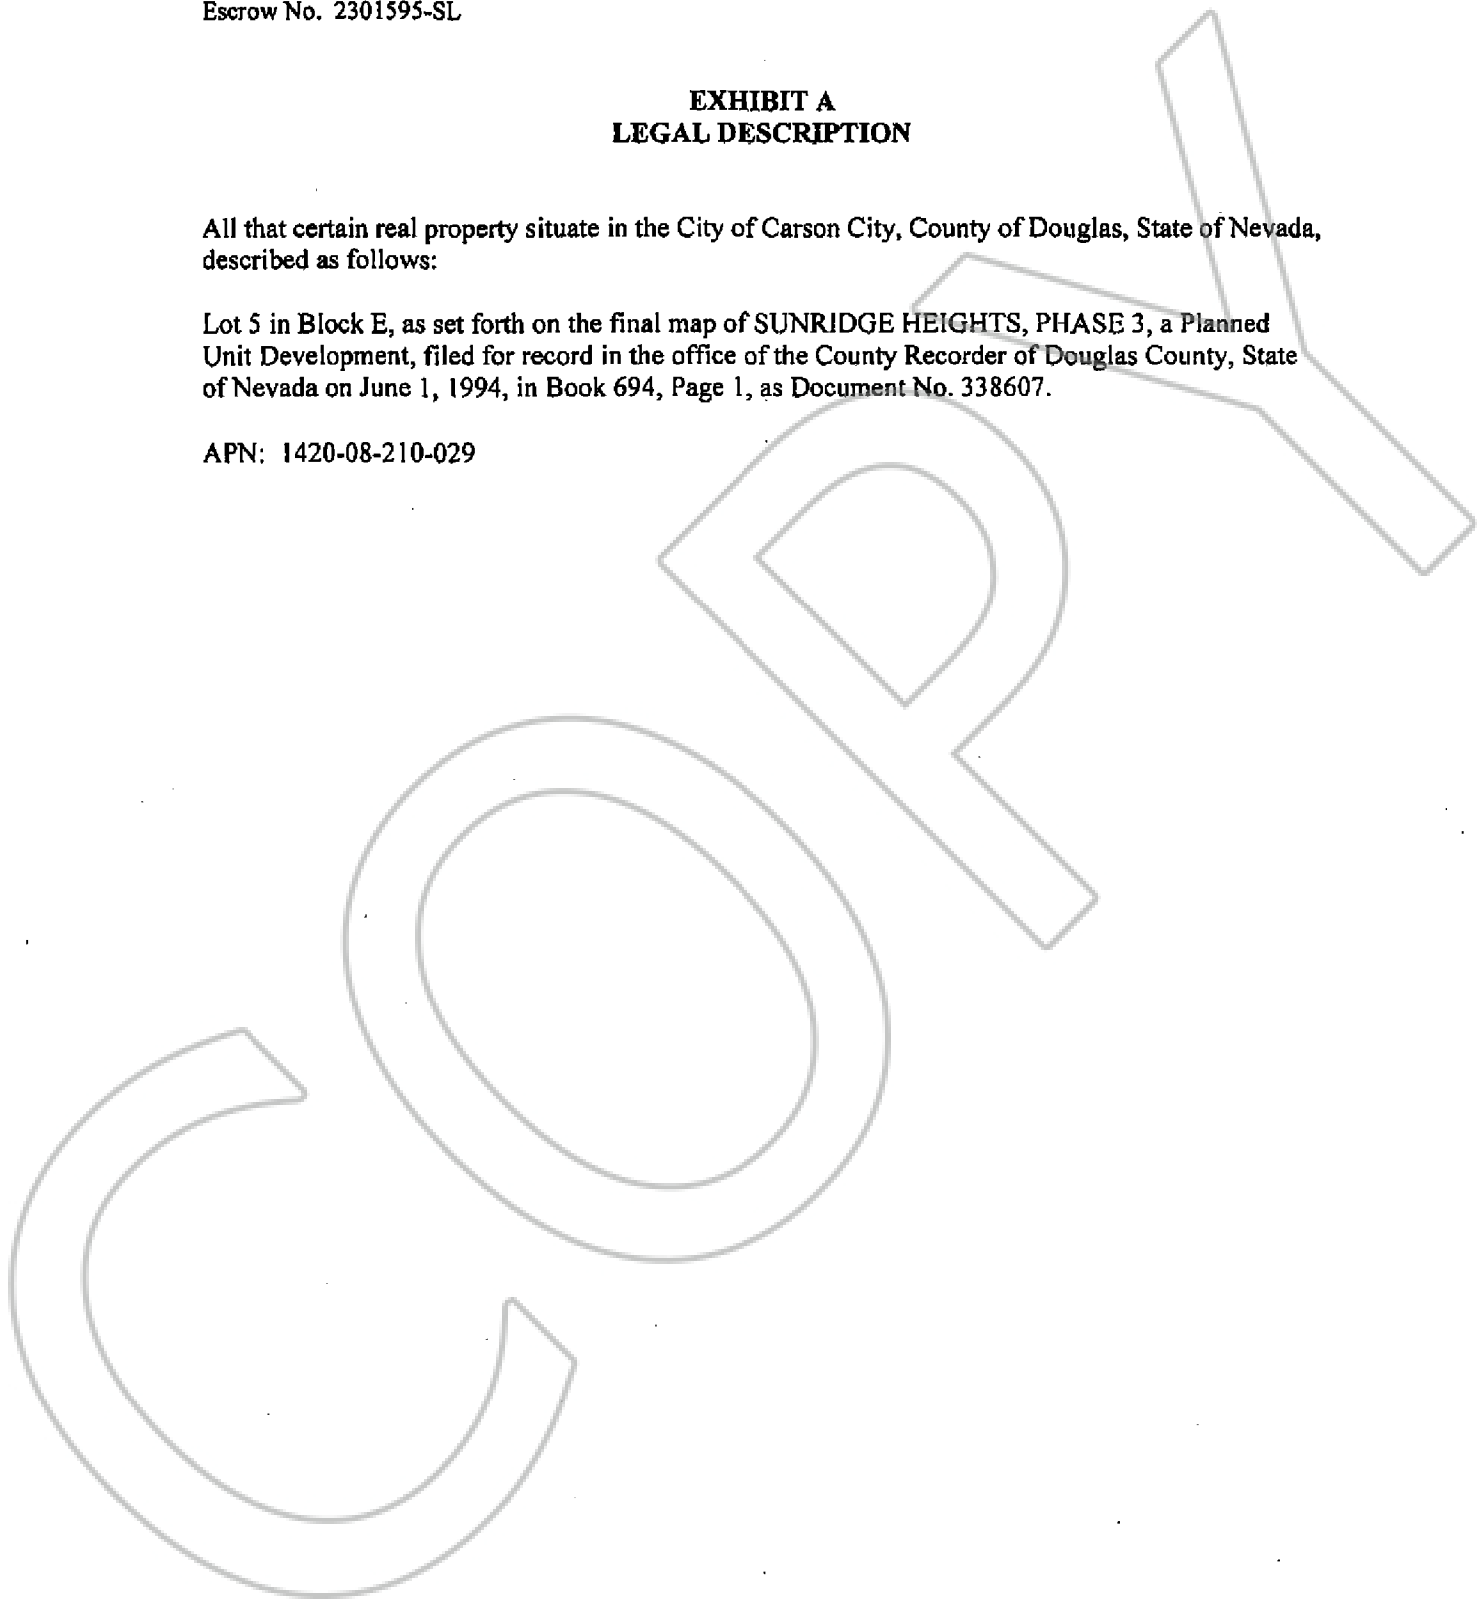 Escrow No. 2301595-SL
EXHIBIT A
LEGAL DESCRIPTION
All that certain real property situate in the City of Carson City, County of Douglas, State of Nevada,
described as follows:
Lot 5 in Block E, as set forth on the final map of SUNRIDGE HEIGHTS, PHASE 3, a Planned
Unit Development, filed for record in the office of the County Recorder of Douglas County, State
of Nevada on June 1, 1994, in Book 694, Page 1, as Document No. 338607.
APN: 1420-08-210-029
COPY